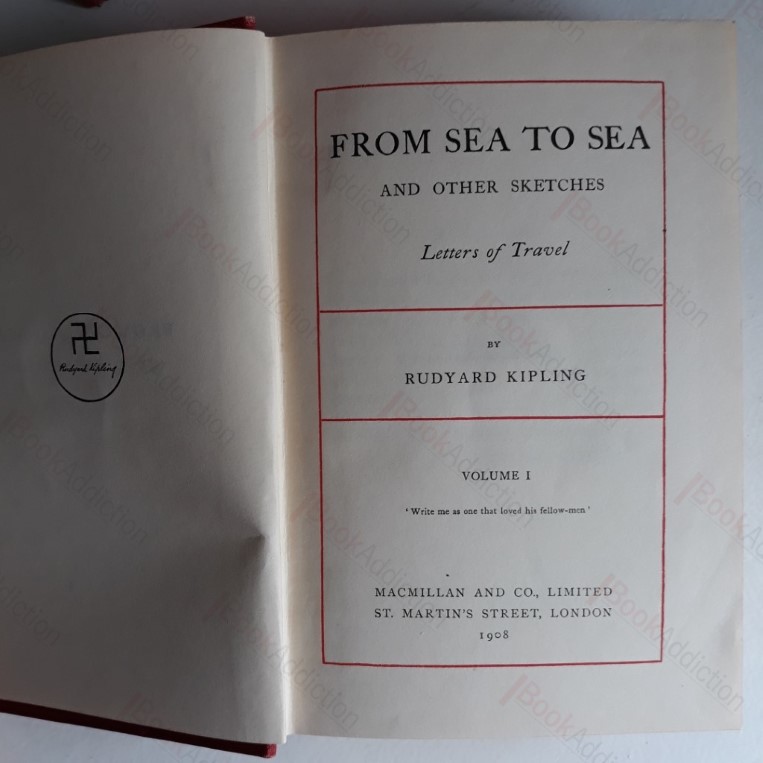 Rudyard Kipling
FROM SEA TO SEA
AND OTHER SKETCHES
Letters of Travel
BY
RUDYARD KIPLING
VOLUME I
'Write me as one that loved his fellow-men'
MACMILLAN AND CO., LIMITED
ST. MARTIN'S STREET, LONDON
1908
BookAddiction